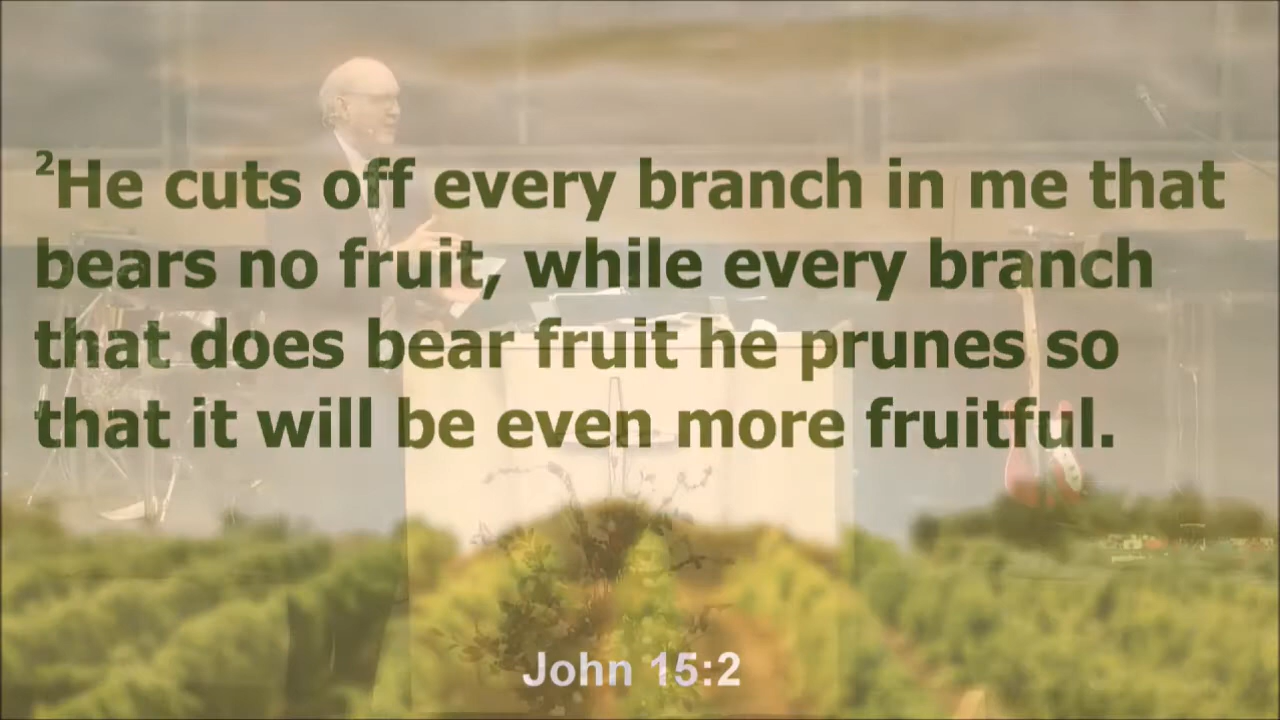 ²He cuts off every branch in me that
bears no fruit, while every branch
that does bear fruit he prunes so
that it will be even more fruitful.
John 15:2